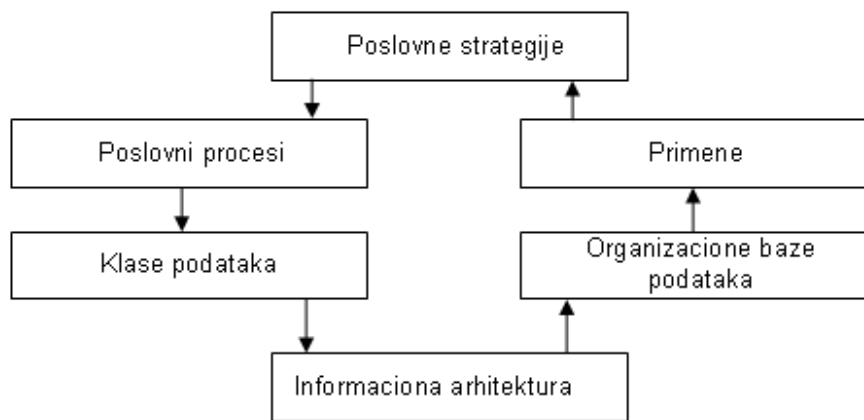 Poslovne strategije
Poslovni procesi
Primene
Klase podataka
Organizacione baze
podataka
Informaciona arhitektura